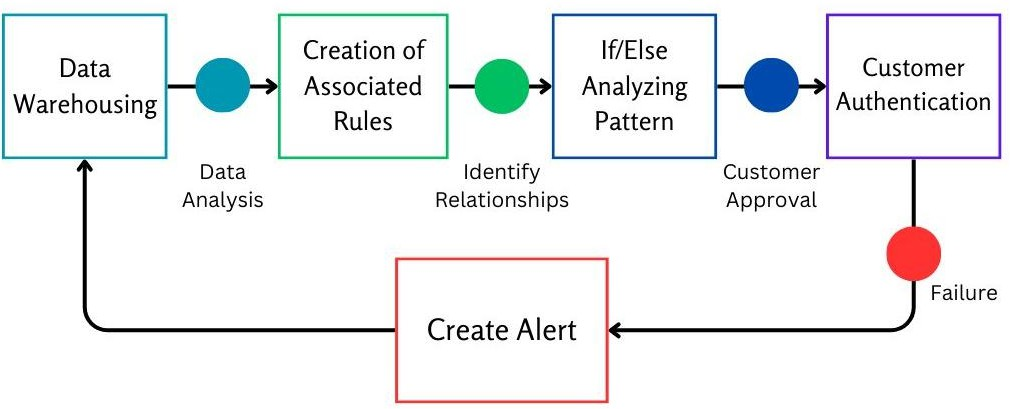 Data
Warehousing
Creation of
Associated
Rules
If/Else
Analyzing
Pattern
Customer
Authentication
Data
Analysis
Identify
Relationships
Customer
Approval
Failure
Create Alert